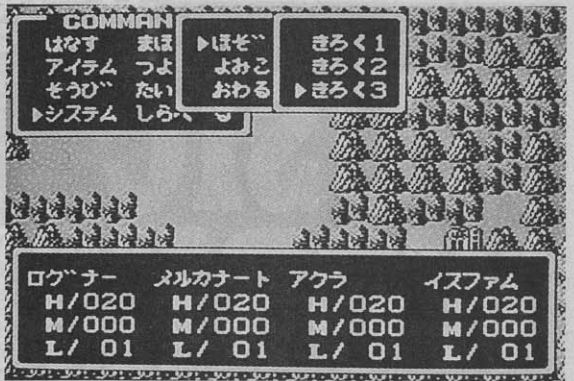 COMMAN
はなす まほ
アイテム つよ
そうび たい
▶システム しらべ る
▶ほぞ
よみこ
おわる
きろく1
きろく2
▶きろく3
ログナー メルカナート アクラ イスファム
H/020 H/020 H/020 H/020
M/000 M/000 M/000 M/000
L/ 01 L/ 01 L/ 01 L/ 01